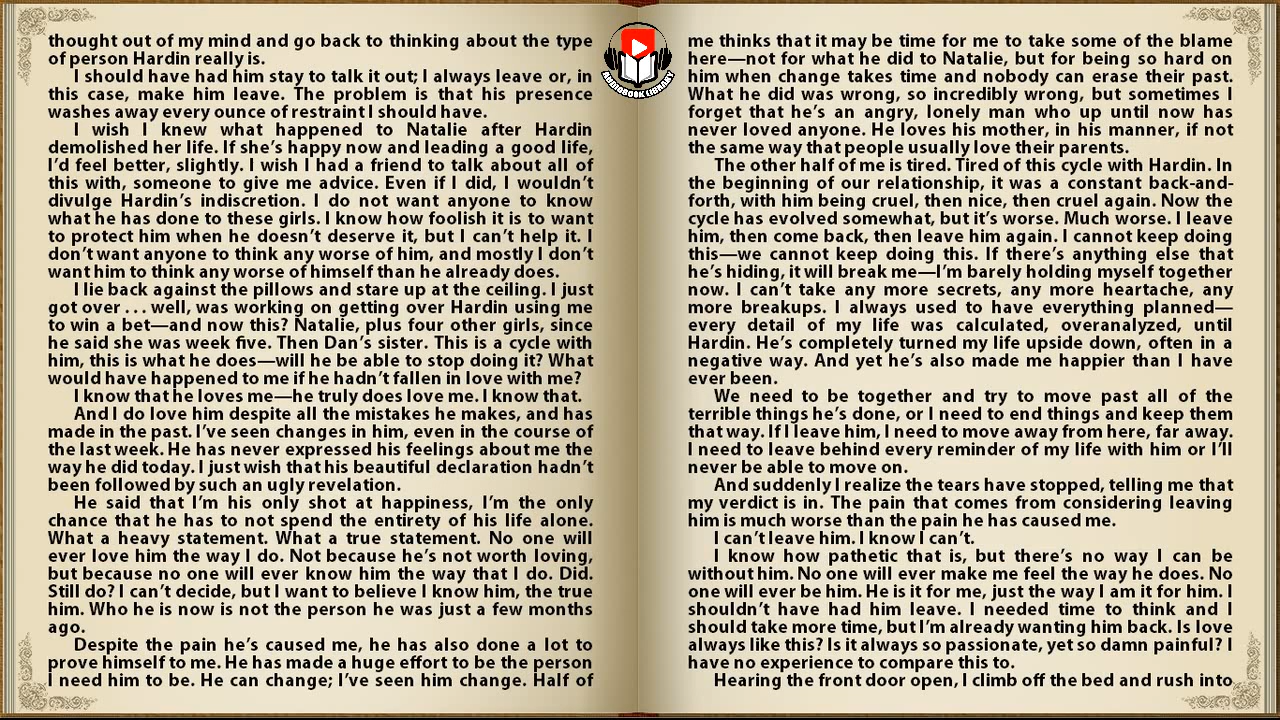 thought out of my mind and go back to thinking about the type
of person Hardin really is.
I should have had him stay to talk it out; I always leave or, in
this case, make him leave. The problem is that his presence
washes away every ounce of restraint I should have.
I wish I knew what happened to Natalie after Hardin
demolished her life. If she’s happy now and leading a good life,
I’d feel better, slightly. I wish I had a friend to talk about all of
this with, someone to give me advice. Even if I did, I wouldn’t
divulge Hardin’s indiscretion. I do not want anyone to know
what he has done to these girls. I know how foolish it is to want
to protect him when he doesn’t deserve it, but I can’t help it. I
don’t want anyone to think any worse of him, and mostly I don’t
want him to think any worse of himself than he already does.
I lie back against the pillows and stare up at the ceiling. I just
got over . . . well, was working on getting over Hardin using me
to win a bet—and now this? Natalie, plus four other girls, since
he said she was week five. Then Dan’s sister. This is a cycle with
him, this is what he does—will he be able to stop doing it? What
would have happened to me if he hadn’t fallen in love with me?
I know that he loves me—he truly does love me. I know that.
And I do love him despite all the mistakes he makes, and has
made in the past. I’ve seen changes in him, even in the course of
the last week. He has never expressed his feelings about me the
way he did today. I just wish that his beautiful declaration hadn’t
been followed by such an ugly revelation.
He said that I’m his only shot at happiness, I’m the only
chance that he has to not spend the entirety of his life alone.
What a heavy statement. What a true statement. No one will
ever love him the way I do. Not because he’s not worth loving,
but because no one will ever know him the way that I do. Did.
Still do? I can’t decide, but I want to believe I know him, the true
him. Who he is now is not the person he was just a few months
ago.
Despite the pain he’s caused me, he has also done a lot to
prove himself to me. He has made a huge effort to be the person
I need him to be. He can change; I’ve seen him change. Half of
AUDIOBOOK LIBRARY
me thinks that it may be time for me to take some of the blame
here—not for what he did to Natalie, but for being so hard on
him when change takes time and nobody can erase their past.
What he did was wrong, so incredibly wrong, but sometimes I
forget that he’s an angry, lonely man who up until now has
never loved anyone. He loves his mother, in his manner, if not
the same way that people usually love their parents.
The other half of me is tired. Tired of this cycle with Hardin. In
the beginning of our relationship, it was a constant back-and-
forth, with him being cruel, then nice, then cruel again. Now the
cycle has evolved somewhat, but it’s worse. Much worse. I leave
him, then come back, then leave him again. I cannot keep doing
this—we cannot keep doing this. If there’s anything else that
he’s hiding, it will break me—I’m barely holding myself together
now. I can’t take any more secrets, any more heartache, any
more breakups. I always used to have everything planned—
every detail of my life was calculated, overanalyzed, until
Hardin. He’s completely turned my life upside down, often in a
negative way. And yet he’s also made me happier than I have
ever been.
We need to be together and try to move past all of the
terrible things he’s done, or I need to end things and keep them
that way. If I leave him, I need to move away from here, far away.
I need to leave behind every reminder of my life with him or I’ll
never be able to move on.
And suddenly I realize the tears have stopped, telling me that
my verdict is in. The pain that comes from considering leaving
him is much worse than the pain he has caused me.
I can’t leave him. I know I can’t.
I know how pathetic that is, but there’s no way I can be
without him. No one will ever make me feel the way he does. No
one will ever be him. He is it for me, just the way I am it for him. I
shouldn’t have had him leave. I needed time to think and I
should take more time, but I’m already wanting him back. Is love
always like this? Is it always so passionate, yet so damn painful? I
have no experience to compare this to.
Hearing the front door open, I climb off the bed and rush into